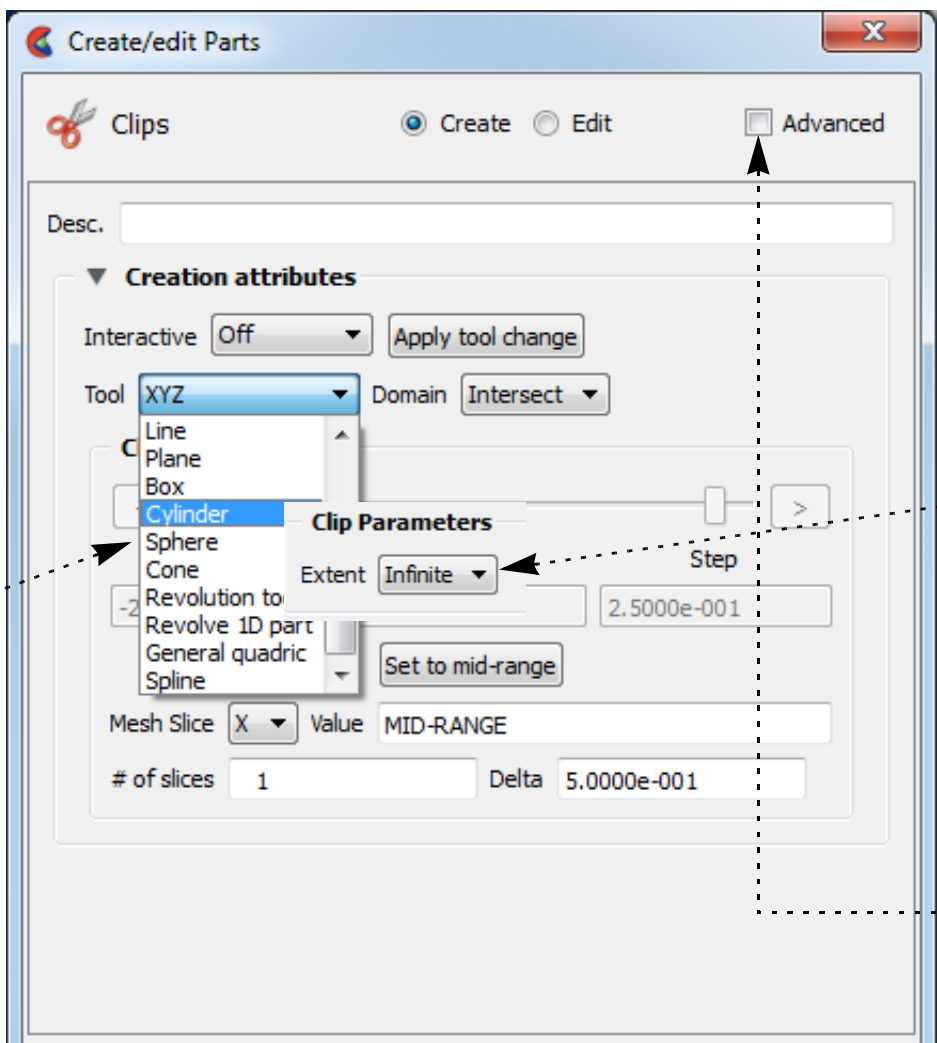 Create/edit Parts
Clips Create Edit Advanced
Desc.
Creation attributes
Interactive Off Apply tool change
Tool XYZ Domain Intersect
Line
Plane
Box
Cylinder >
Clip Parameters
Sphere Step
Cone Extent Infinite
Revolution 2.5000e-001
Revolve 1D part
General quadric Set to mid-range
Spline
Mesh Slice X Value MID-RANGE
# of slices 1 Delta 5.0000e-001